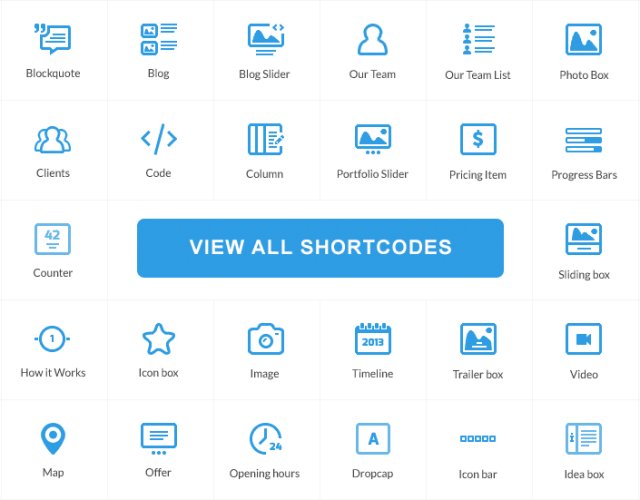 Blockquote
Blog
Blog Slider
Our Team
Our Team List
Photo Box
Clients
</>
Code
Column
Portfolio Slider
$
Pricing Item
Progress Bars
42
Counter
VIEW ALL SHORTCODES
Sliding box
1
How it Works
Icon box
Image
2013
Timeline
Trailer box
Video
Map
Offer
24
Opening hours
A
Dropcap
Icon bar
i
Idea box